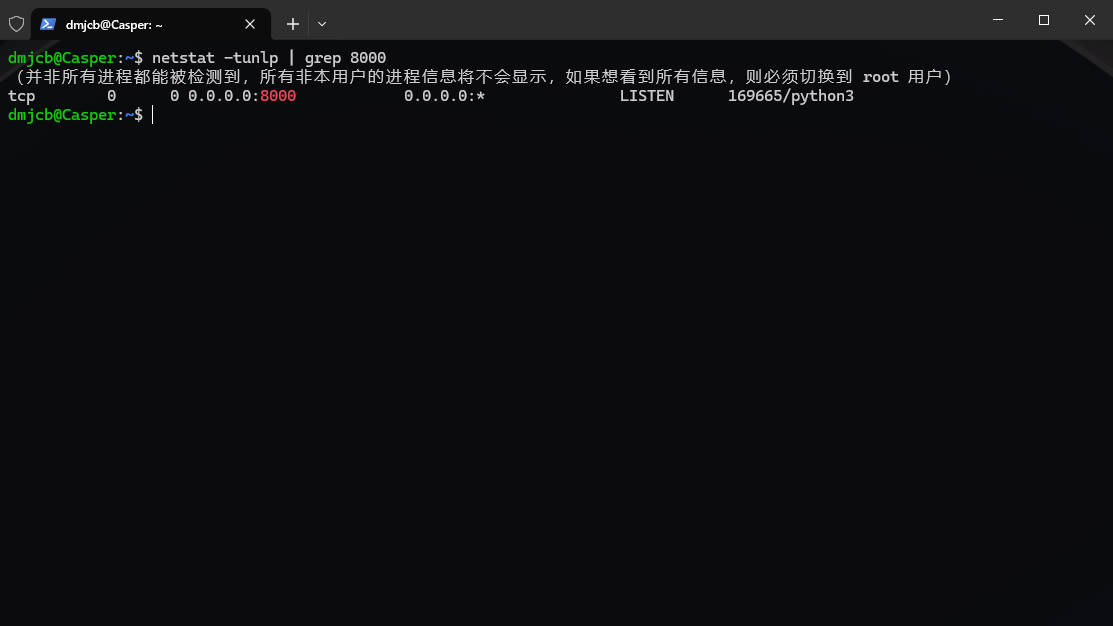 dmjcb@Casper: ~
dmjcb@Casper:~$ netstat -tunlp | grep 8000
（并非所有进程都能被检测到，所有非本用户的进程信息将不会显示，如果想看到所有信息，则必须切换到 root 用户）
tcp        0      0 0.0.0.0:8000            0.0.0.0:*               LISTEN      169665/python3
dmjcb@Casper:~$